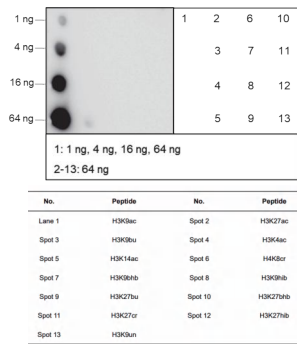 1 ng
4 ng
16 ng
64 ng
1 2 6 10
3 7 11
4 8 12
5 9 13
1: 1 ng, 4 ng, 16 ng, 64 ng
2-13: 64 ng
No. Peptide No. Peptide
Lane 1 H3K9ac Spot 2 H3K27ac
Spot 3 H3K9bu Spot 4 H3K4ac
Spot 5 H3K14ac Spot 6 H4K8cr
Spot 7 H3K9bhb Spot 8 H3K9hib
Spot 9 H3K27bu Spot 10 H3K27bhb
Spot 11 H3K27cr Spot 12 H3K27hib
Spot 13 H3K9un